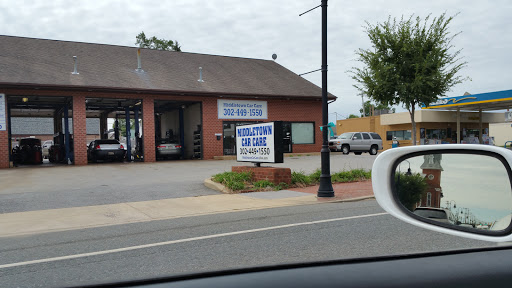 Middletown Car Care
302-449-1550
MIDDLETOWN
CAR CARE
302-449-1550